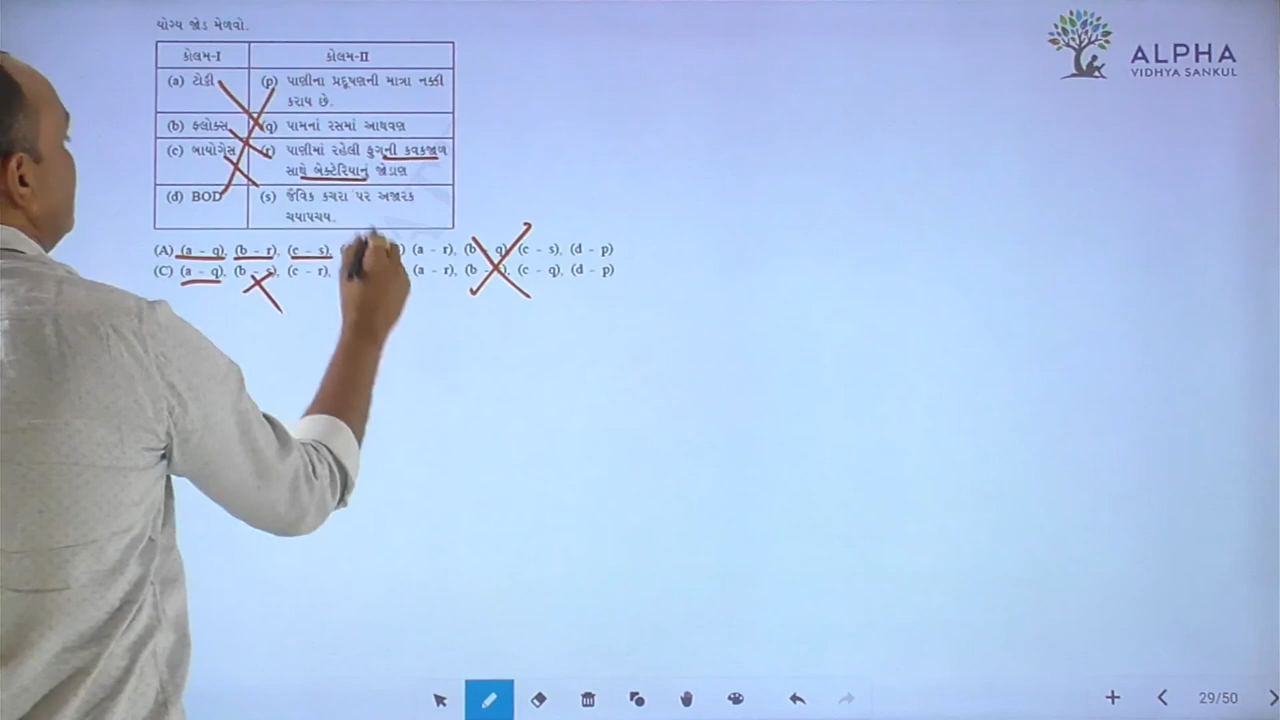 યોગ્ય જોડ મેળવો.
કોલમ-I કોલમ-II
(a) ટોડી (p) પાણીના પ્રદૂષણની માત્રા નક્કી
કરાય છે.
(b) ફ્લોક્સ (q) પામનાં રસમાં આથવણ
(c) બાયોગેસ (r) પાણીમાં રહેલી ફુગની કવકજાળ
સાથે બેક્ટેરિયાનું જોડાણ
(d) BOD (s) જૈવિક કચરા પર અજારક
ચયાપચય.
(A) (a - q), (b - r), (c - s), (a - r), (b - q), (c - s), (d - p)
(C) (a - q), (b - s), (c - r), (a - r), (b - ), (c - q), (d - p)
ALPHA
VIDHYA SANKUL
29/50